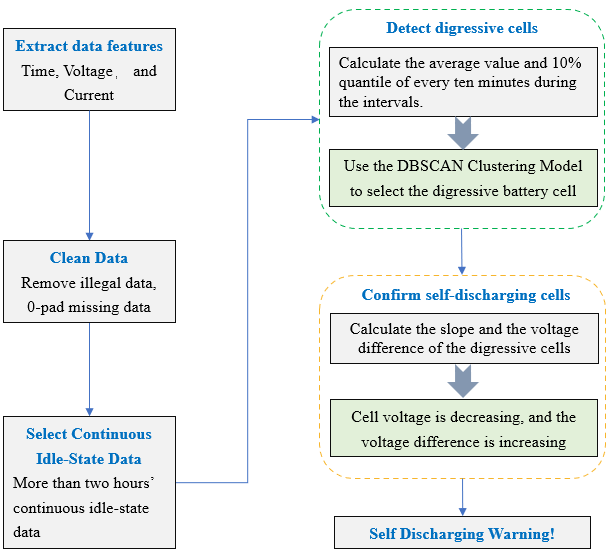 Extract data features
Time, Voltage, and
Current
Clean Data
Remove illegal data,
0-pad missing data
Select Continuous
Idle-State Data
More than two hours’
continuous idle-state
data
Detect digressive cells
Calculate the average value and 10%
quantile of every ten minutes during
the intervals.
Use the DBSCAN Clustering Model
to select the digressive battery cell
Confirm self-discharging cells
Calculate the slope and the voltage
difference of the digressive cells
Cell voltage is decreasing, and the
voltage difference is increasing
Self Discharging Warning!